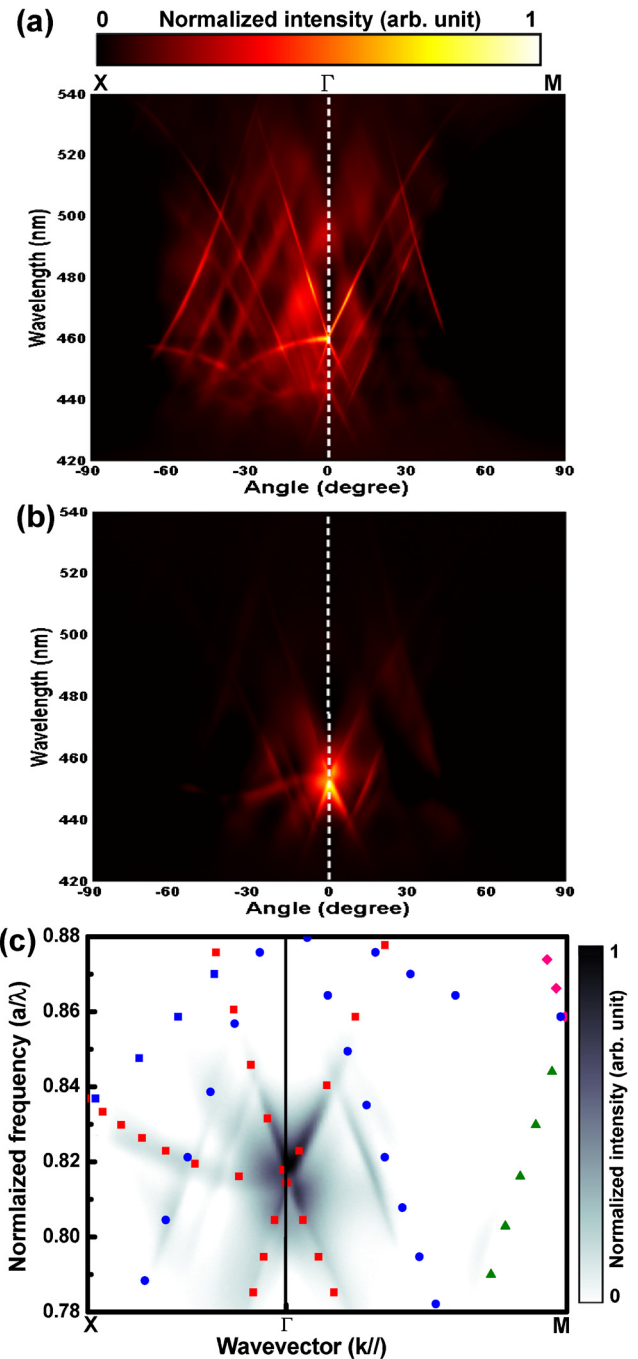 (a)
0 Normalized intensity (arb. unit) 1
X Γ M
540
520
500
480
460
440
420
Wavelength (nm)
-90 -60 -30 0 30 60 90
Angle (degree)
(b)
540
520
500
480
460
440
420
Wavelength (nm)
-90 -60 -30 0 30 60 90
Angle (degree)
(c)
0.88
0.86
0.84
0.82
0.80
0.78
Normlaized frequency (a/λ)
X Γ M
Wavevector (k//)
1
0
Normalized intensity (arb. unit)